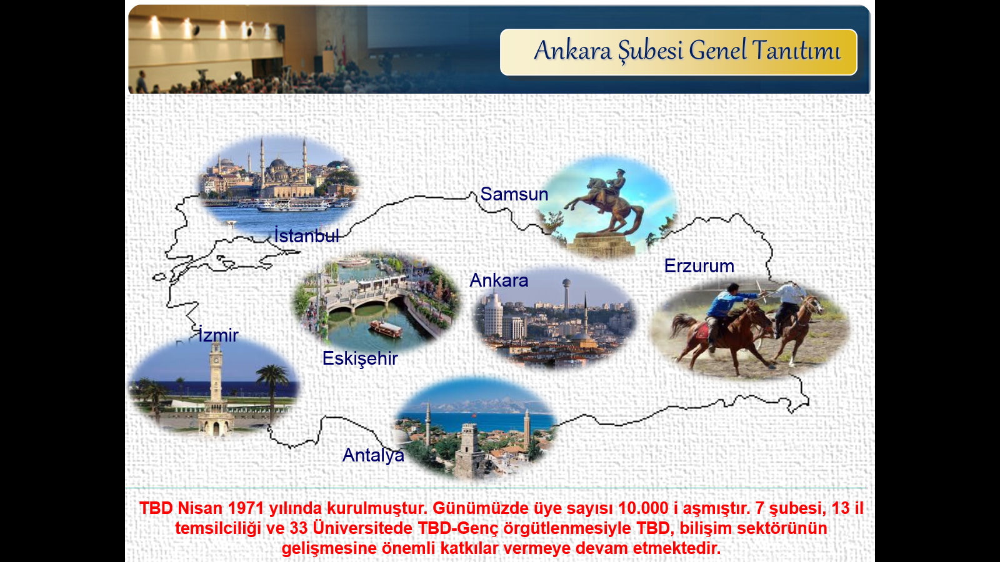 Ankara Şubesi Genel Tanıtımı
Samsun
İstanbul
Erzurum
Ankara
İzmir
Eskişehir
Antalya
TBD Nisan 1971 yılında kurulmuştur. Günümüzde üye sayısı 10.000 i aşmıştır. 7 şubesi, 13 il
temsilciliği ve 33 Üniversitede TBD-Genç örgütlenmesiyle TBD, bilişim sektörünün
gelişmesine önemli katkılar vermeye devam etmektedir.